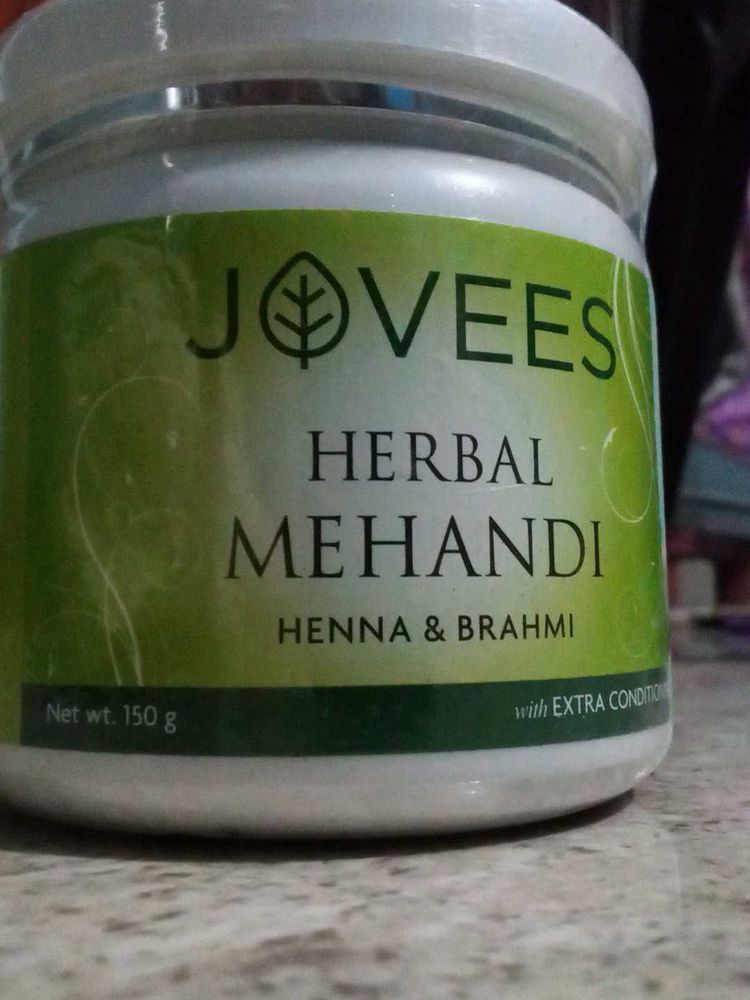 JOVEES
HERBAL
MEHANDI
HENNA & BRAHMI
Net wt. 150 g
with EXTRA